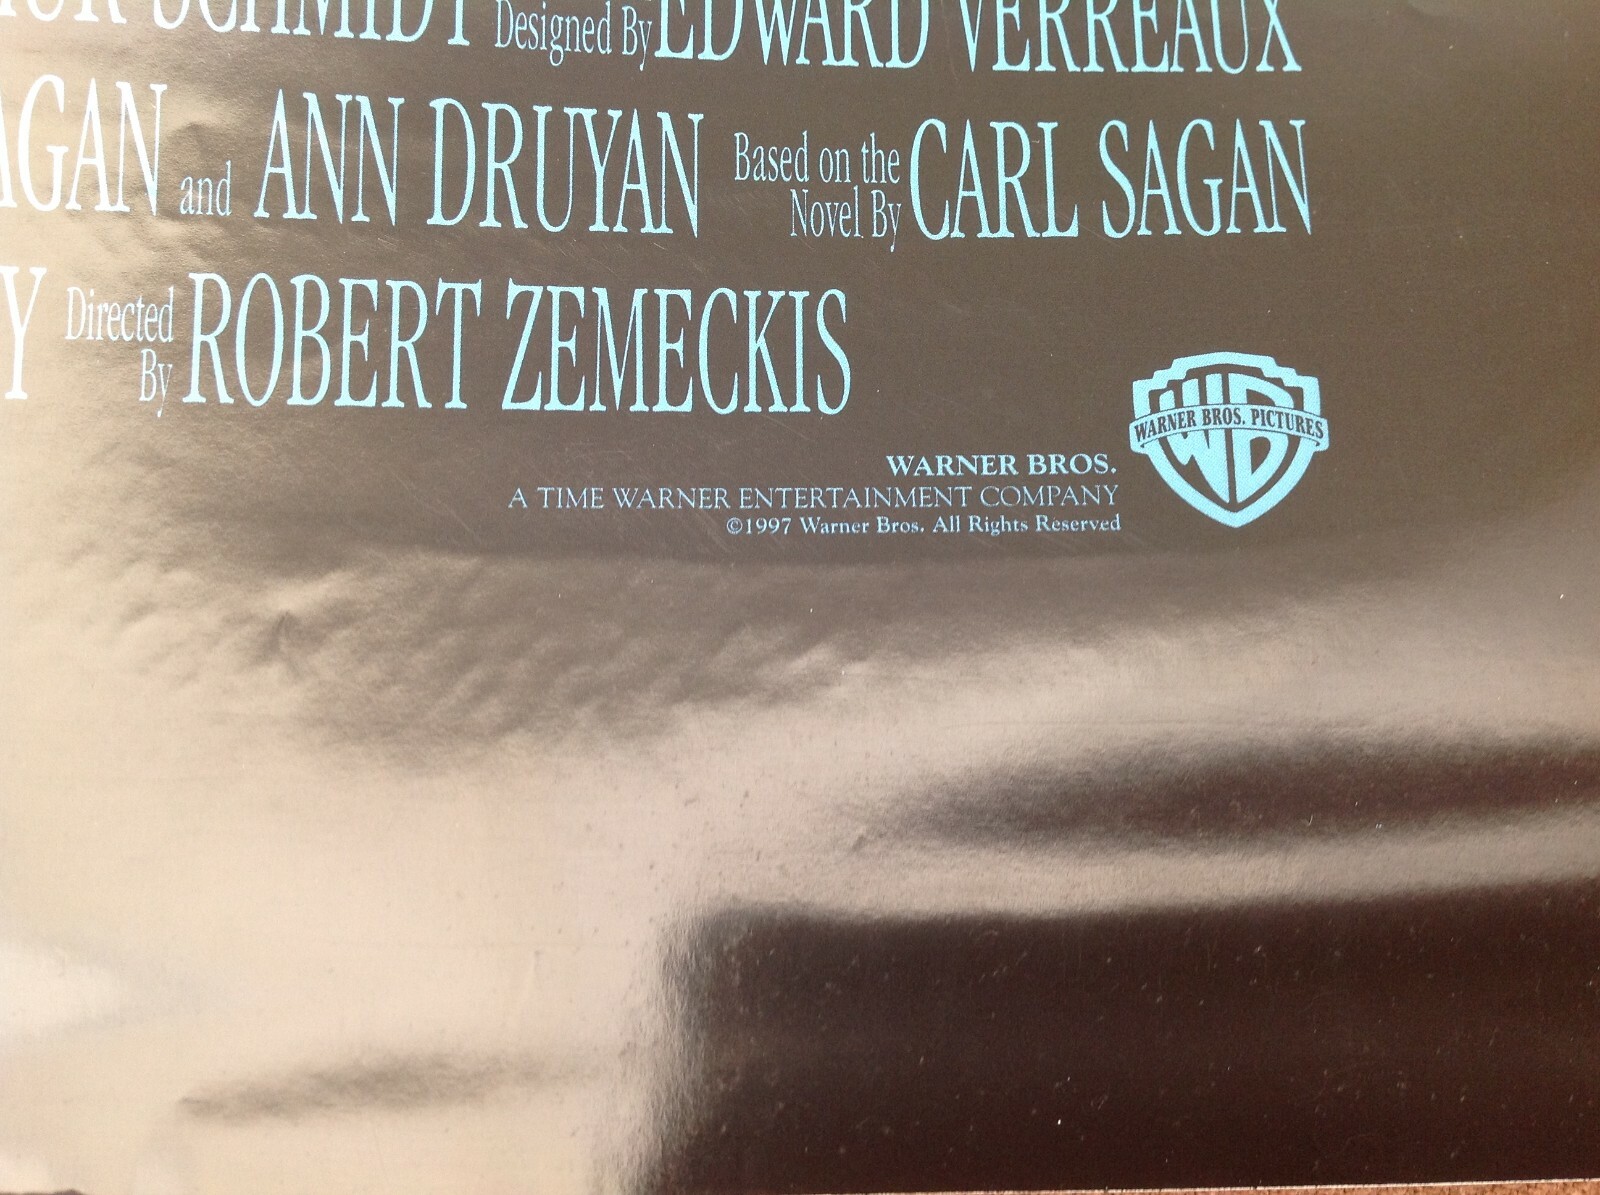 SCHMIDT Designed By EDWARD VERREAUX
AGAN and ANN DRUYAN Based on the Novel By CARL SAGAN
Y Directed By ROBERT ZEMECKIS
WARNER BROS. PICTURES
WARNER BROS.
A TIME WARNER ENTERTAINMENT COMPANY
©1997 Warner Bros. All Rights Reserved